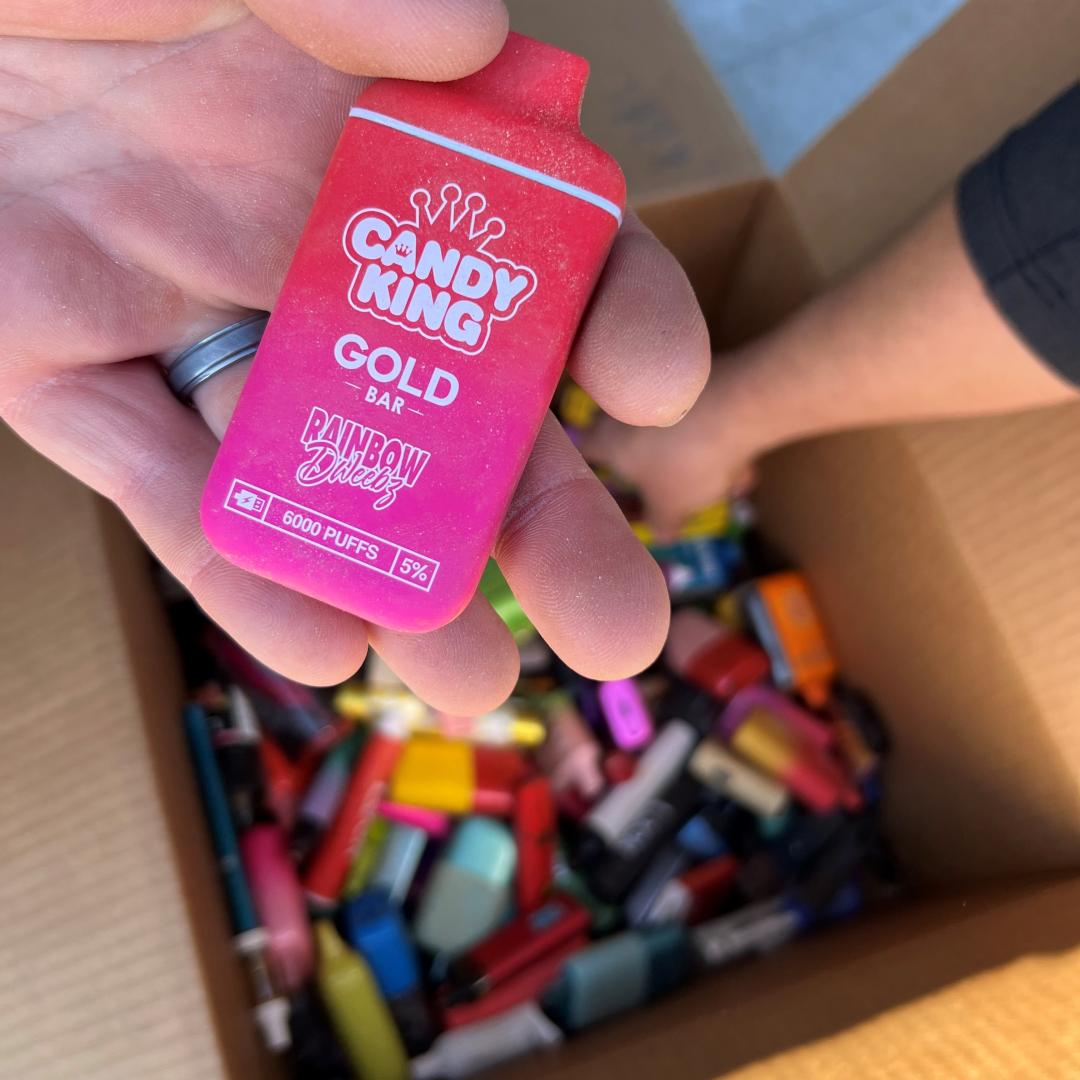 CANDY
KING
GOLD
BAR
RAINBOW
Dweebz
6000 PUFFS
5%